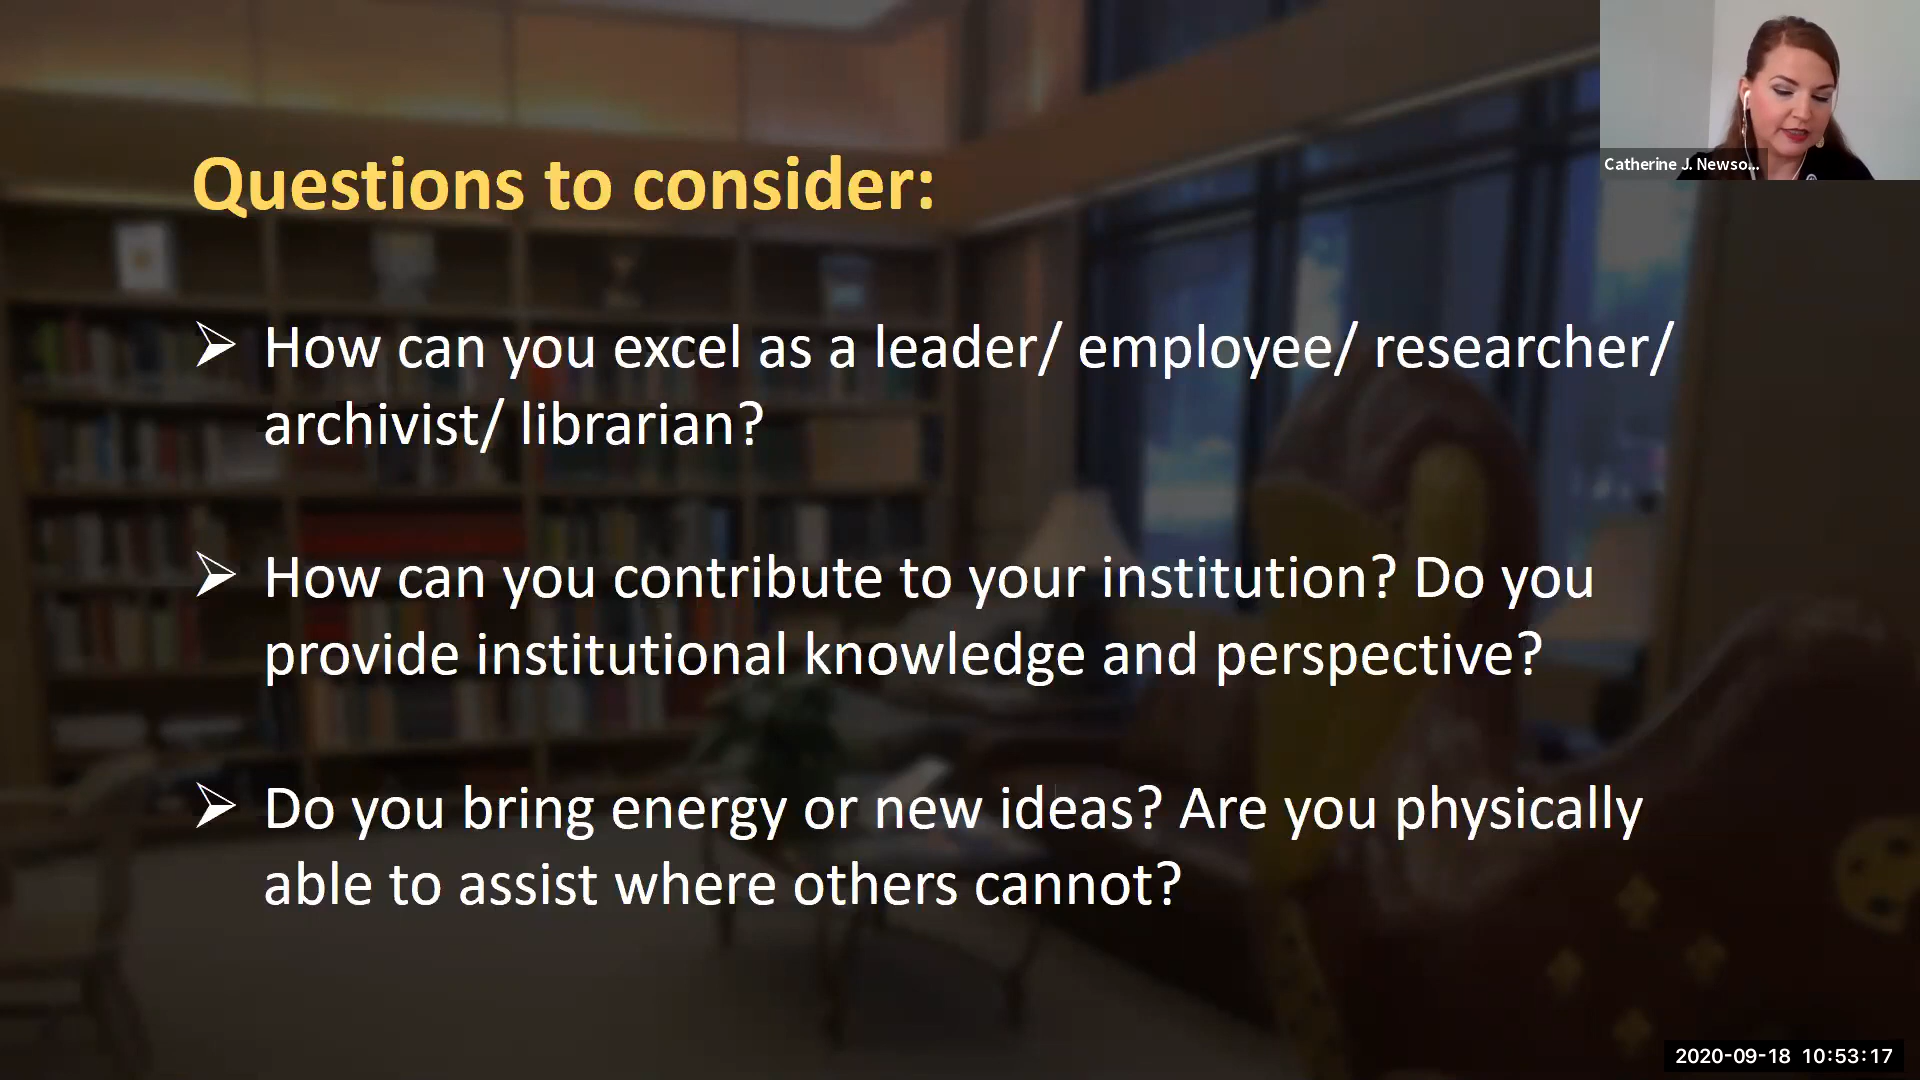 Catherine J. Newso...
Questions to consider:
How can you excel as a leader/ employee/ researcher/
archivist/ librarian?
How can you contribute to your institution? Do you
provide institutional knowledge and perspective?
Do you bring energy or new ideas? Are you physically
able to assist where others cannot?
2020-09-18 10:53:17